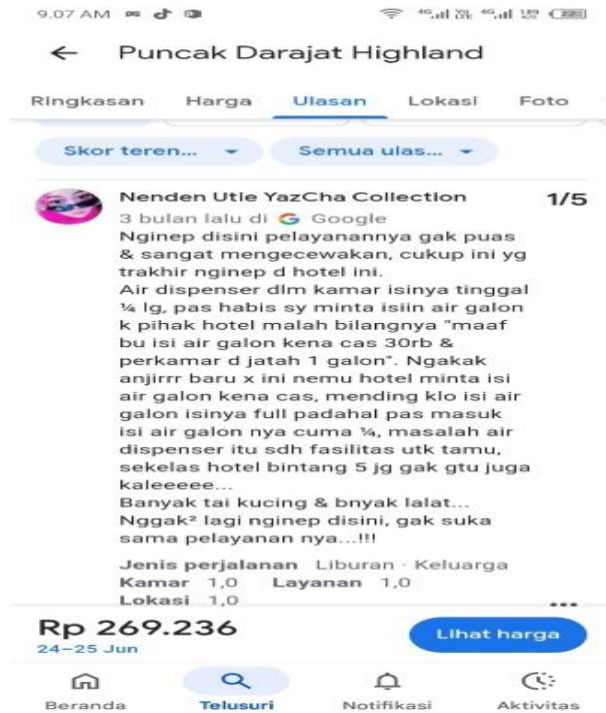 9.07 AM
Puncak Darajat Highland
Ringkasan Harga Ulasan Lokasi Foto
Skor teren... Semua ulas...
Nenden Utie YazCha Collection 1/5
3 bulan lalu di Google
Nginep disini pelayanannya gak puas
& sangat mengecewakan, cukup ini yg
trakhir nginep d hotel ini.
Air dispenser dlm kamar isinya tinggal
¼ lg, pas habis sy minta isiin air galon
k pihak hotel malah bilangnya "maaf
bu isi air galon kena cas 30rb &
perkamar d jatah 1 galon". Ngakak
anjirrr baru x ini nemu hotel minta isi
air galon kena cas, mending klo isi air
galon isinya full padahal pas masuk
isi air galon nya cuma ¼, masalah air
dispenser itu sdh fasilitas utk tamu,
sekelas hotel bintang 5 jg gak gtu juga
kaleeeee...
Banyak tai kucing & bnyak lalat...
Nggak² lagi nginep disini, gak suka
sama pelayanan nya...!!!
Jenis perjalanan Liburan · Keluarga
Kamar 1,0 Layanan 1,0
Lokasi 1,0
Rp 269.236
24–25 Jun
Lihat harga
Beranda Telusuri Notifikasi Aktivitas